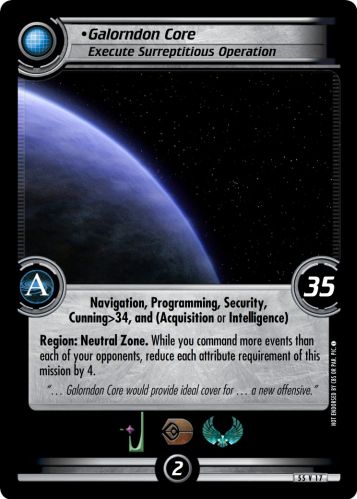 •Galorndon Core
Execute Surreptitious Operation
A
35
Navigation, Programming, Security,
Cunning>34, and (Acquisition or Intelligence)
Region: Neutral Zone. While you command more events than
each of your opponents, reduce each attribute requirement of this
mission by 4.
“… Galorndon Core would provide ideal cover for … a new offensive.”
NOT ENDORSED BY CBS OR PAR. PIC.
2
55 V 17